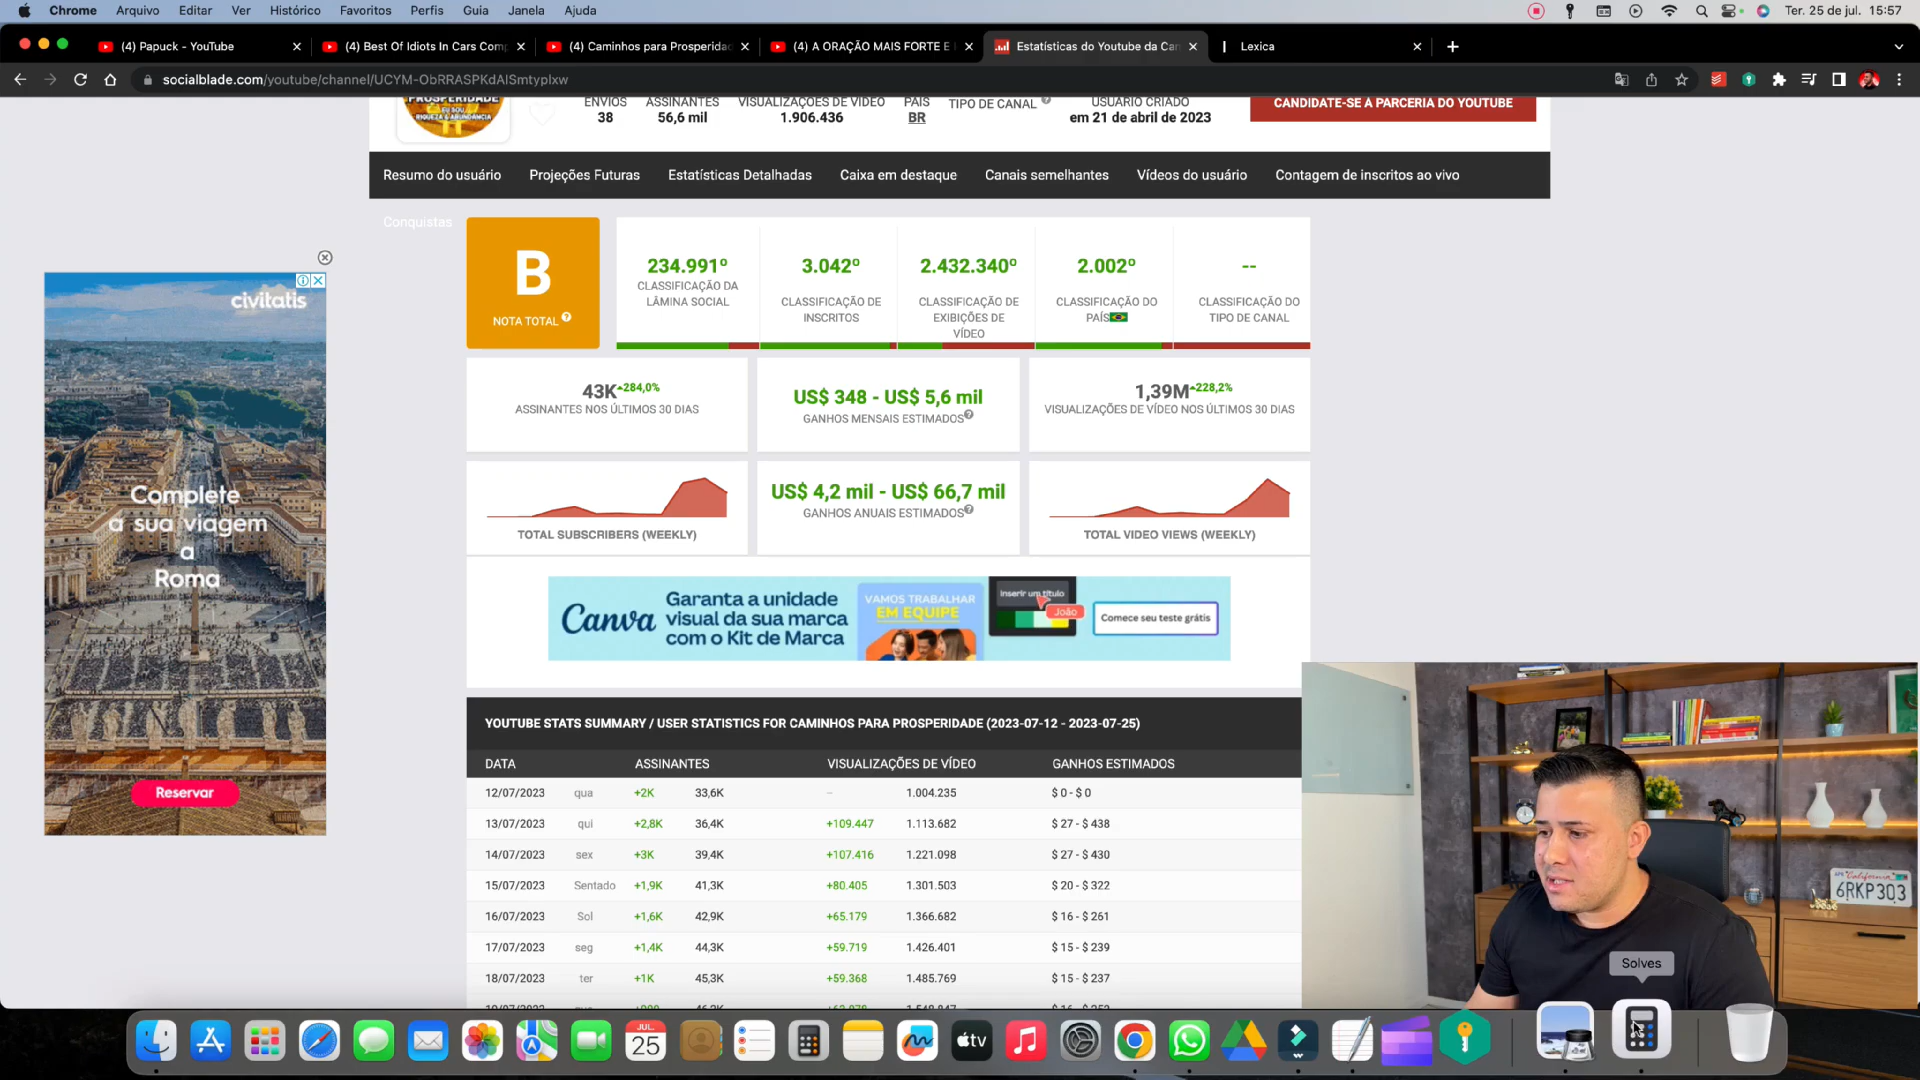 Chrome Arquivo Editar Ver Histórico Favoritos Perfis Guia Janela Ajuda Ter. 25 de jul. 15:57
(4) Papuck - YouTube (4) Best Of Idiots In Cars Comp (4) Caminhos para Prosperidad (4) A ORAÇÃO MAIS FORTE E Estatísticas do Youtube da Can Lexica
socialblade.com/youtube/channel/UCYM-ObRRASPKdAISmtyplxw
PROSPERIDADE
EU SOU
RIQUEZA & ABUNDÂNCIA
ENVIOS ASSINANTES VISUALIZAÇÕES DE VÍDEO PAÍS TIPO DE CANAL USUÁRIO CRIADO
38 56,6 mil 1.906.436 BR em 21 de abril de 2023
CANDIDATE-SE A PARCERIA DO YOUTUBE
Resumo do usuário Projeções Futuras Estatísticas Detalhadas Caixa em destaque Canais semelhantes Vídeos do usuário Contagem de inscritos ao vivo
Conquistas
B
NOTA TOTAL
234.991º
CLASSIFICAÇÃO DA
LÂMINA SOCIAL
3.042º
CLASSIFICAÇÃO DE
INSCRITOS
2.432.340º
CLASSIFICAÇÃO DE
EXIBIÇÕES DE
VÍDEO
2.002º
CLASSIFICAÇÃO DO
PAÍS
--
CLASSIFICAÇÃO DO
TIPO DE CANAL
43K 284,0%
ASSINANTES NOS ÚLTIMOS 30 DIAS
US$ 348 - US$ 5,6 mil
GANHOS MENSAIS ESTIMADOS
1,39M 228,2%
VISUALIZAÇÕES DE VÍDEO NOS ÚLTIMOS 30 DIAS
TOTAL SUBSCRIBERS (WEEKLY)
US$ 4,2 mil - US$ 66,7 mil
GANHOS ANUAIS ESTIMADOS
TOTAL VIDEO VIEWS (WEEKLY)
civitatis
Complete
a sua viagem
a
Roma
Reservar
Canva
Garanta a unidade
visual da sua marca
com o Kit de Marca
VAMOS TRABALHAR
EM EQUIPE
Inserir um título
João
Comece seu teste grátis
YOUTUBE STATS SUMMARY / USER STATISTICS FOR CAMINHOS PARA PROSPERIDADE (2023-07-12 - 2023-07-25)
DATA ASSINANTES VISUALIZAÇÕES DE VÍDEO GANHOS ESTIMADOS
12/07/2023 qua +2K 33,6K -- 1.004.235 $ 0 - $ 0
13/07/2023 qui +2,8K 36,4K +109.447 1.113.682 $ 27 - $ 438
14/07/2023 sex +3K 39,4K +107.416 1.221.098 $ 27 - $ 430
15/07/2023 Sentado +1,9K 41,3K +80.405 1.301.503 $ 20 - $ 322
16/07/2023 Sol +1,6K 42,9K +65.179 1.366.682 $ 16 - $ 261
17/07/2023 seg +1,4K 44,3K +59.719 1.426.401 $ 15 - $ 239
18/07/2023 ter +1K 45,3K +59.368 1.485.769 $ 15 - $ 237
California
6RKP303
Solves
JUL.
25
tv